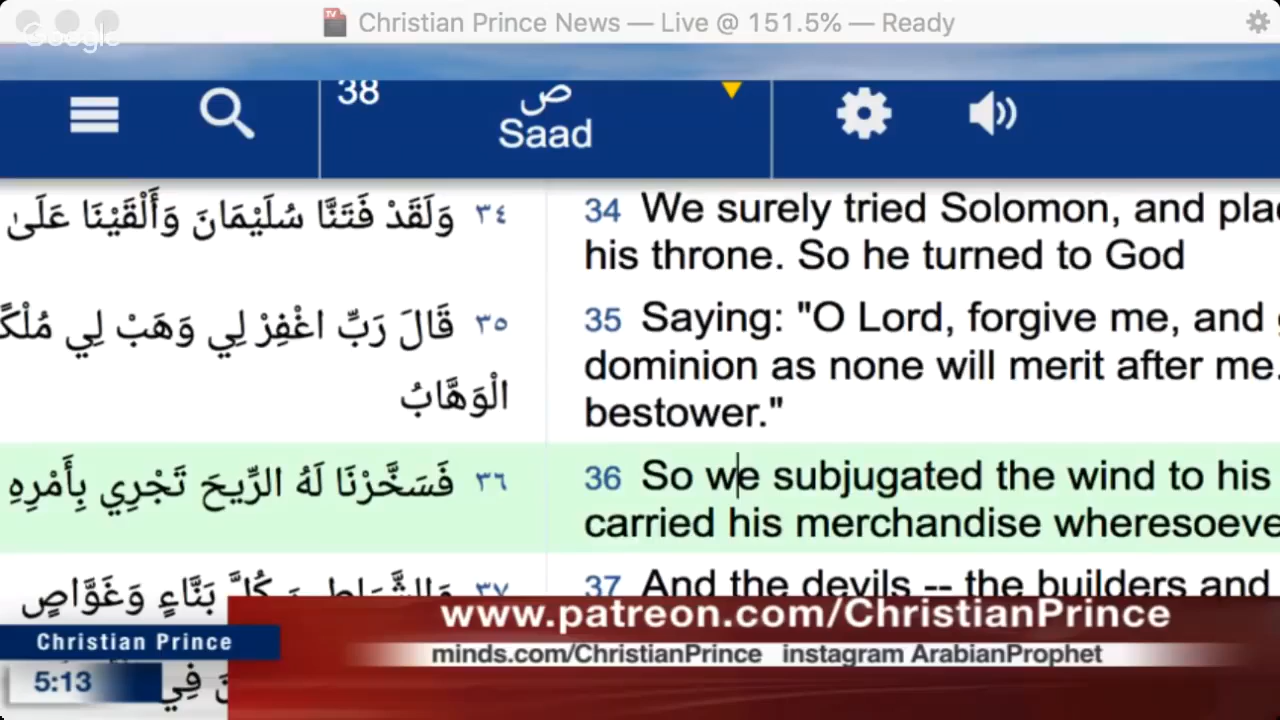 Christian Prince News — Live @ 151.5% — Ready
Google
38
ص
Saad
٣٤ وَلَقَدْ فَتَنَّا سُلَيْمَانَ وَأَلْقَيْنَا عَلَىٰ
34 We surely tried Solomon, and
his throne. So he turned to God
٣٥ قَالَ رَبِّ اغْفِرْ لِي وَهَبْ لِي
الْوَهَّابُ
35 Saying: "O Lord, forgive me, and
dominion as none will merit after me.
bestower."
٣٦ فَسَخَّرْنَا لَهُ الرِّيحَ تَجْرِي بِأَمْرِهِ
36 So we subjugated the wind to his
carried his merchandise
٣٧ كُلَّ بَنَّاءٍ وَغَوَّاصٍ
37 And the devils -- the builders and
www.patreon.com/ChristianPrince
Christian Prince
minds.com/ChristianPrince instagram ArabianProphet
5:13
فِي